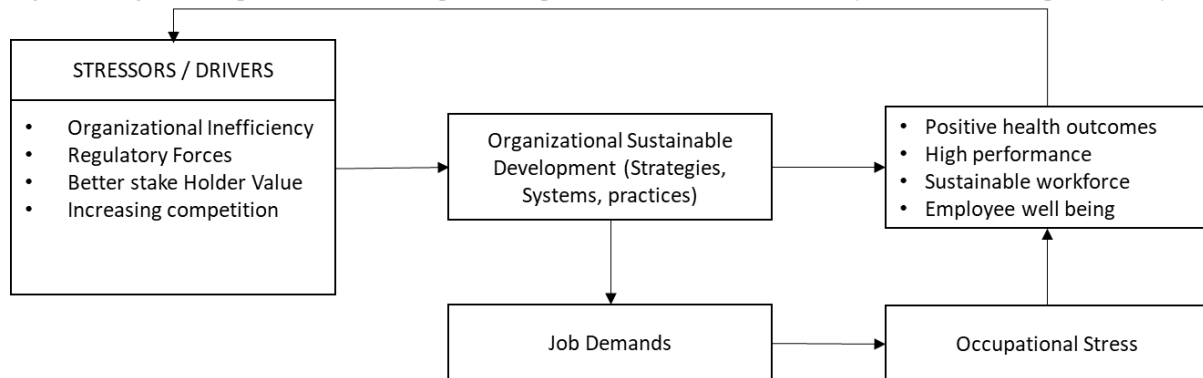 STRESSORS / DRIVERS
• Organizational Inefficiency
• Regulatory Forces
• Better stake Holder Value
• Increasing competition
Organizational Sustainable
Development (Strategies,
Systems, practices)
• Positive health outcomes
• High performance
• Sustainable workforce
• Employee well being
Job Demands
Occupational Stress